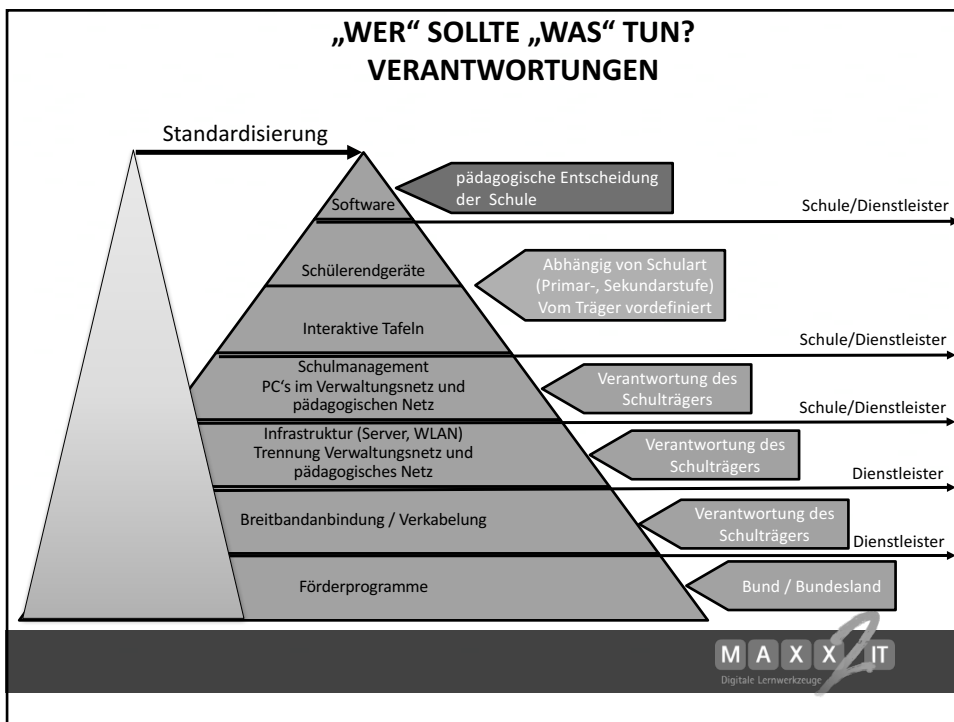 „WER“ SOLLTE „WAS“ TUN?
VERANTWORTUNGEN
Standardisierung
Software
pädagogische Entscheidung
der Schule
Schule/Dienstleister
Schülerendgeräte
Abhängig von Schulart
(Primar-, Sekundarstufe)
Vom Träger vordefiniert
Interaktive Tafeln
Schule/Dienstleister
Schulmanagement
PC‘s im Verwaltungsnetz und
pädagogischen Netz
Verantwortung des
Schulträgers
Schule/Dienstleister
Infrastruktur (Server, WLAN)
Trennung Verwaltungsnetz und
pädagogisches Netz
Verantwortung des
Schulträgers
Dienstleister
Breitbandanbindung / Verkabelung
Verantwortung des
Schulträgers
Dienstleister
Förderprogramme
Bund / Bundesland
MAXX2IT
Digitale Lernwerkzeuge